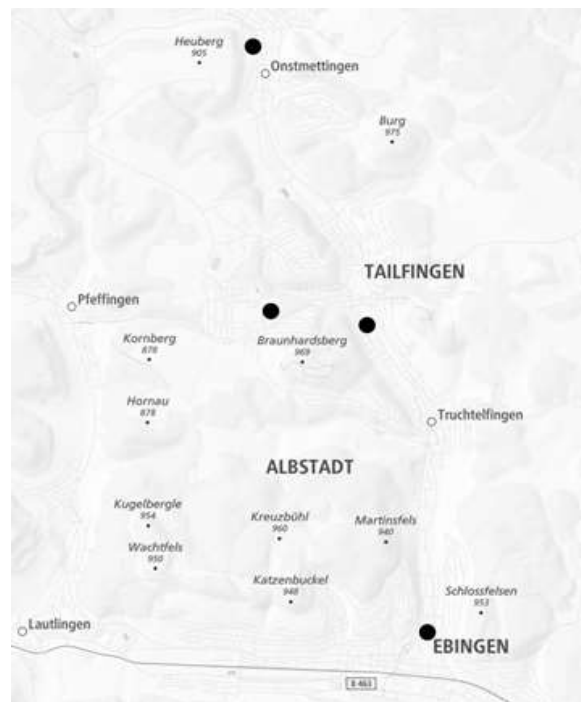 Heuberg
905
Onstmettingen
Burg
975
TAILFINGEN
Pfeffingen
Kornberg
878
Braunhardsberg
969
Hornau
878
Truchtelfingen
ALBSTADT
Kugelbergle
954
Kreuzbühl
960
Martinsfels
940
Wachtfels
950
Katzenbuckel
948
Schlossfelsen
953
Lautlingen
EBINGEN
B 463